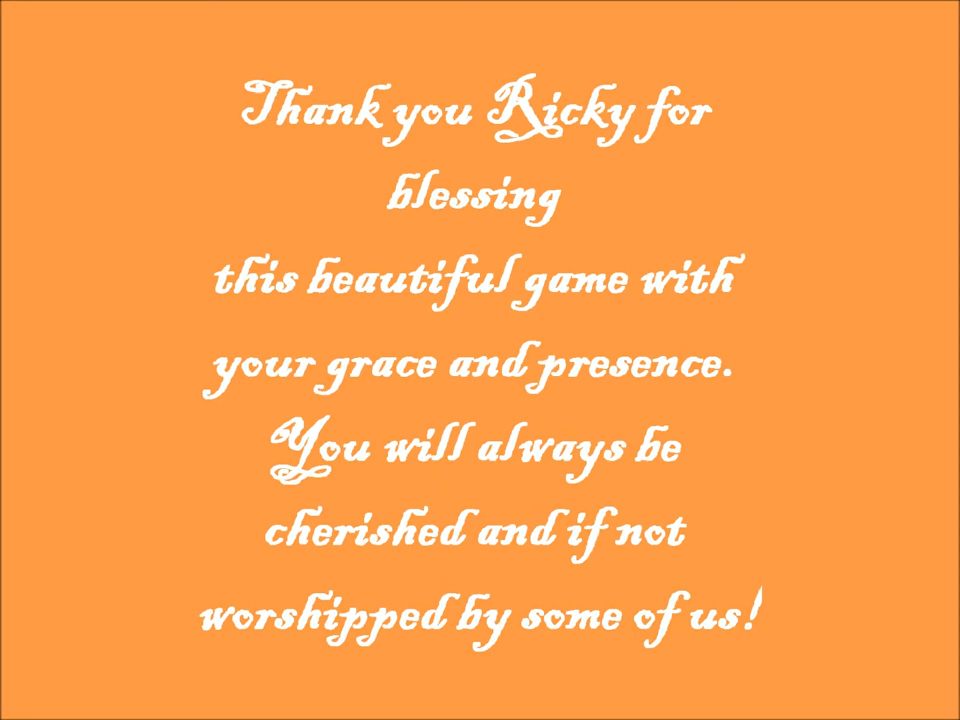 Thank you Ricky for
blessing
this beautiful game with
your grace and presence.
You will always be
cherished and if not
worshipped by some of us!